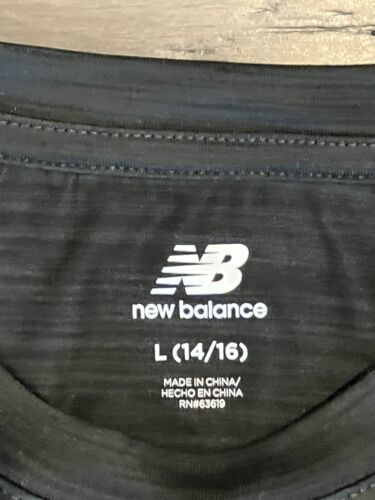 NB
new balance
L (14/16)
MADE IN CHINA/
HECHO EN CHINA
RN#63619